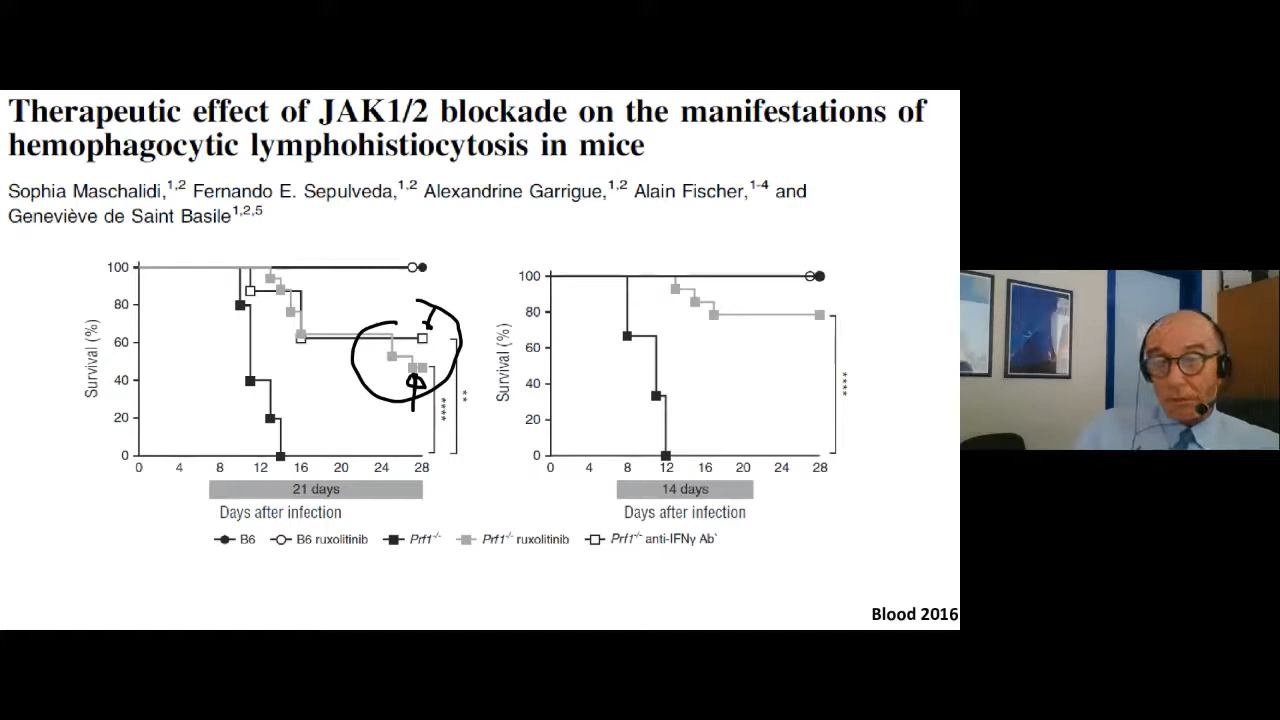 Therapeutic effect of JAK1/2 blockade on the manifestations of
hemophagocytic lymphohistiocytosis in mice
Sophia Maschalidi,1,2 Fernando E. Sepulveda,1,2 Alexandrine Garrigue,1,2 Alain Fischer,1-4 and
Geneviève de Saint Basile1,2,5
Survival (%)
100
80
60
40
20
0
0 4 8 12 16 20 24 28
**** **
21 days
Days after infection
Survival (%)
100
80
60
40
20
0
0 4 8 12 16 20 24 28
****
14 days
Days after infection
B6 B6 ruxolitinib Prf1-/- Prf1-/- ruxolitinib Prf1-/- anti-IFNγ Ab`
Blood 2016